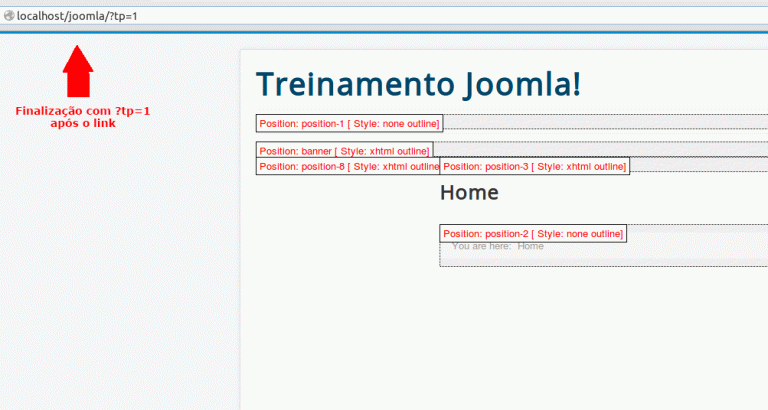 localhost/joomla/?tp=1
Finalização com ?tp=1
após o link
Treinamento Joomla!
Position: position-1 [ Style: none outline]
Position: banner [ Style: xhtml outline]
Position: position-8 [ Style: xhtml outline
Position: position-3 [ Style: xhtml outline]
Home
Position: position-2 [ Style: none outline]
You are here: Home